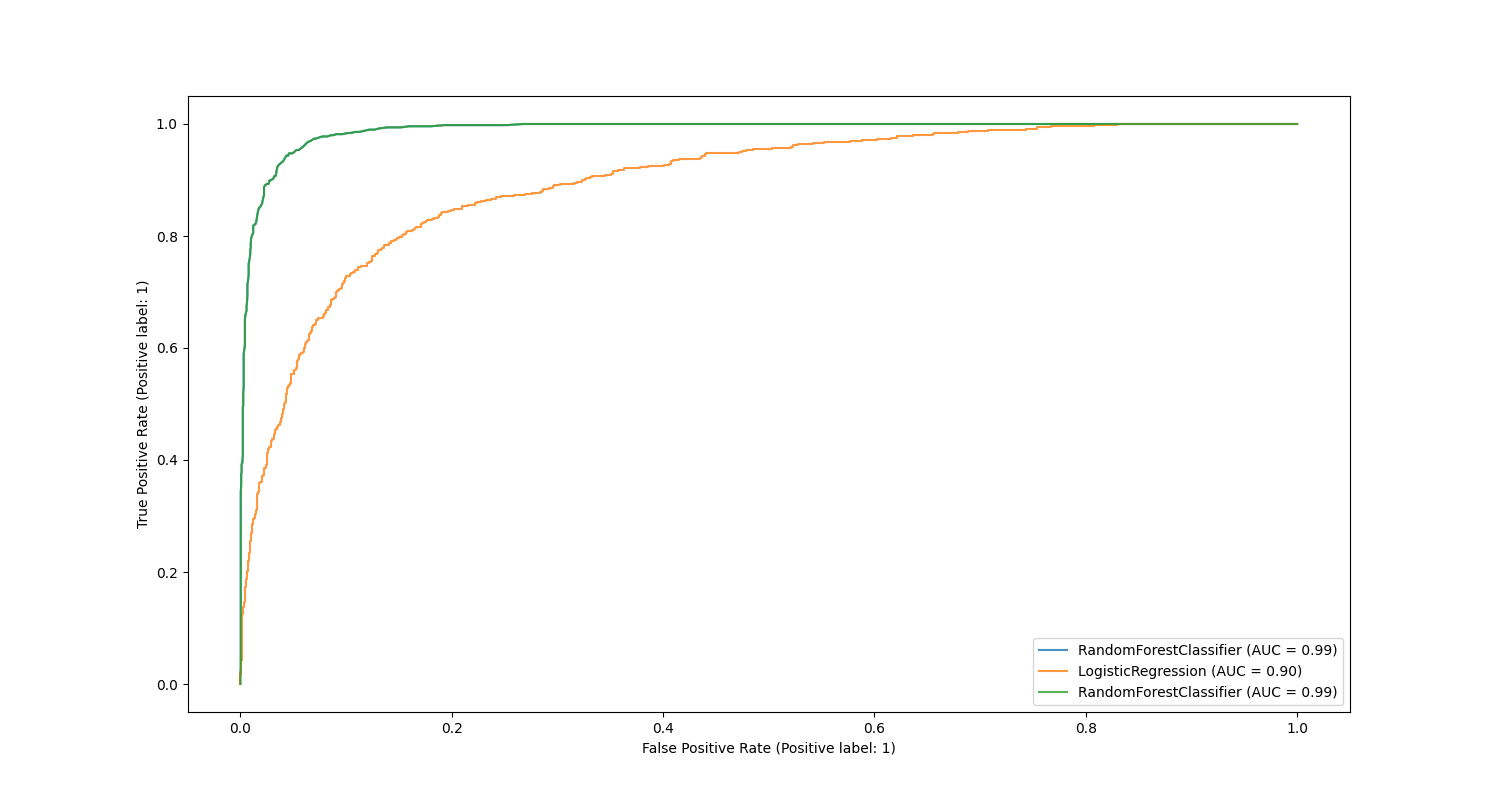 1.0
0.8
0.6
0.4
0.2
0.0
True Positive Rate (Positive label: 1)
RandomForestClassifier (AUC = 0.99)
LogisticRegression (AUC = 0.90)
RandomForestClassifier (AUC = 0.99)
0.0 0.2 0.4 0.6 0.8 1.0
False Positive Rate (Positive label: 1)